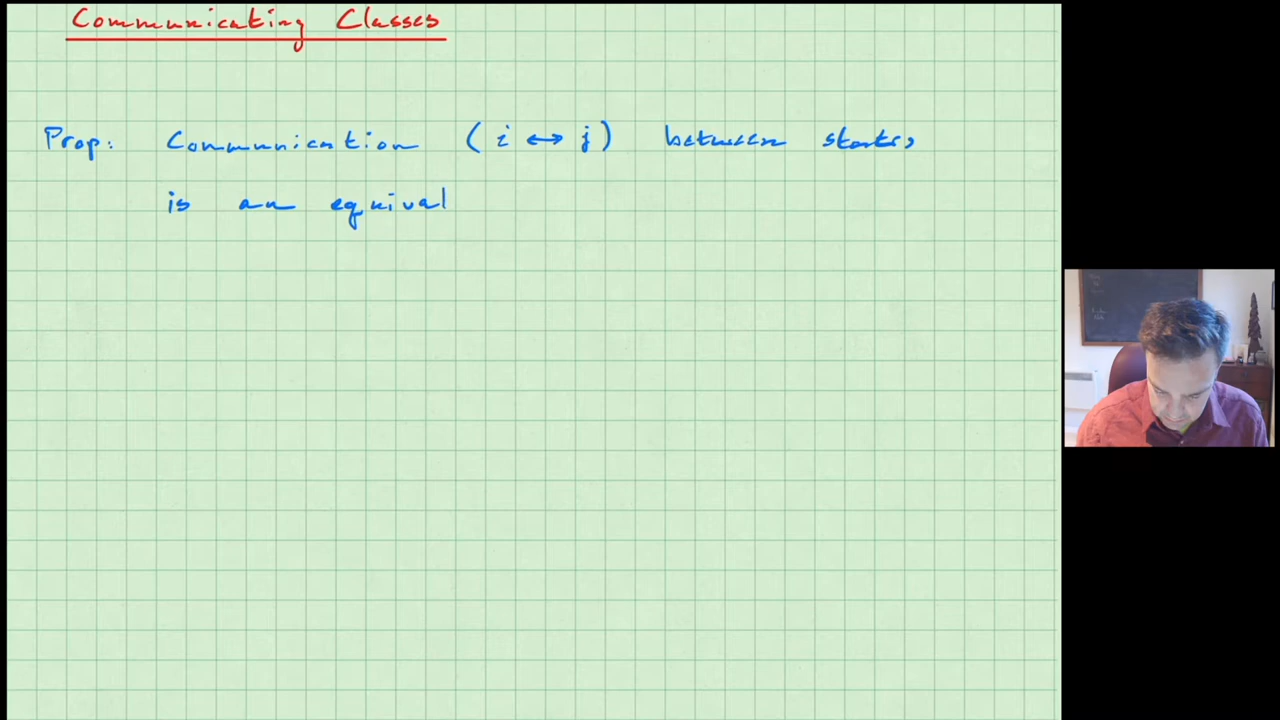 Communicating Classes
Prop: Communication (i ↔ j) between states
is an equival